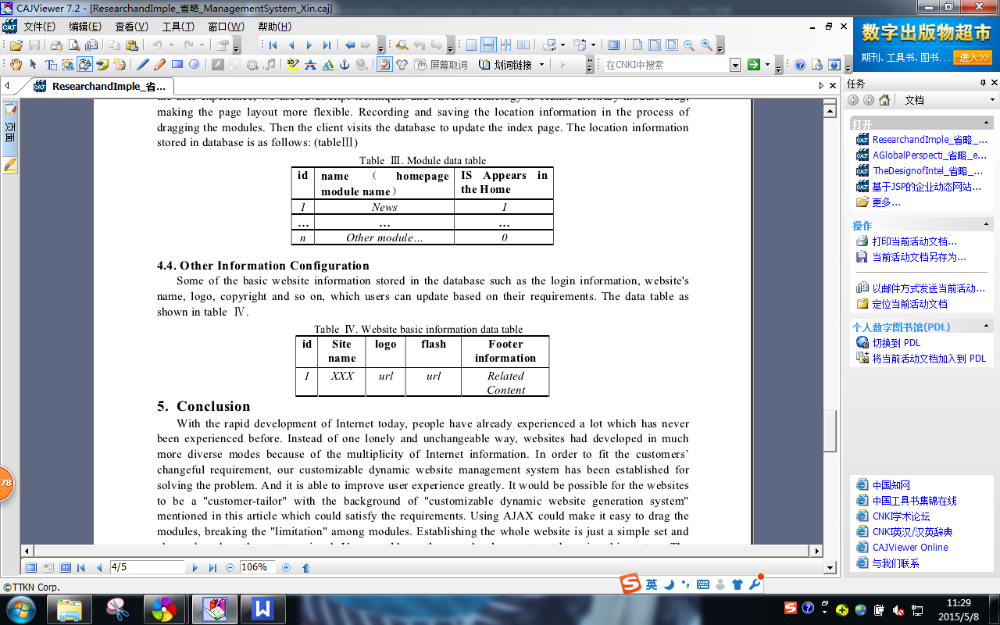 CAJViewer 7.2 - [ResearchandImple_省略_ManagementSystem_Xin.caj]
文件(F) 编辑(E) 查看(V) 工具(T) 窗口(W) 帮助(H)
数字出版物超市
期刊、工具书、图书... 进入>>
屏幕取词 划词链接 在CNKI中搜索
ResearchandImple_省...
任务
文档
页面
making the page layout more flexible. Recording and saving the location information in the process of
dragging the modules. Then the client visits the database to update the index page. The location information
stored in database is as follows: (tableⅢ)
Table Ⅲ. Module data table
id name （ homepage IS Appears in
module name） the Home
1 News 1
... ... ...
n Other module... 0
4.4. Other Information Configuration
Some of the basic website information stored in the database such as the login information, website's
name, logo, copyright and so on, which users can update based on their requirements. The data table as
shown in table Ⅳ.
Table Ⅳ. Website basic information data table
id Site logo flash Footer
name information
1 XXX url url Related
Content
5. Conclusion
With the rapid development of Internet today, people have already experienced a lot which has never
been experienced before. Instead of one lonely and unchangeable way, websites had developed in much
more diverse modes because of the multiplicity of Internet information. In order to fit the customers’
changeful requirement, our customizable dynamic website management system has been established for
solving the problem. And it is able to improve user experience greatly. It would be possible for the websites
to be a "customer-tailor" with the background of "customizable dynamic website generation system"
mentioned in this article which could satisfy the requirements. Using AJAX could make it easy to drag the
modules, breaking the "limitation" among modules. Establishing the whole website is just a simple set and
打开
ResearchandImple_省略_...
AGlobalPerspecti_省略_e...
TheDesignofIntel_省略_...
基于JSP的企业动态网站...
更多...
操作
打印当前活动文档...
当前活动文档另存为...
以邮件方式发送当前活动...
定位当前活动文档
个人数字图书馆(PDL)
切换到 PDL
将当前活动文档加入到 PDL
中国知网
中国工具书集锦在线
CNKI学术论坛
CNKI英汉/汉英辞典
CAJViewer Online
与我们联系
78
4/5 106%
©TTKN Corp.
英
11:29
2015/5/8